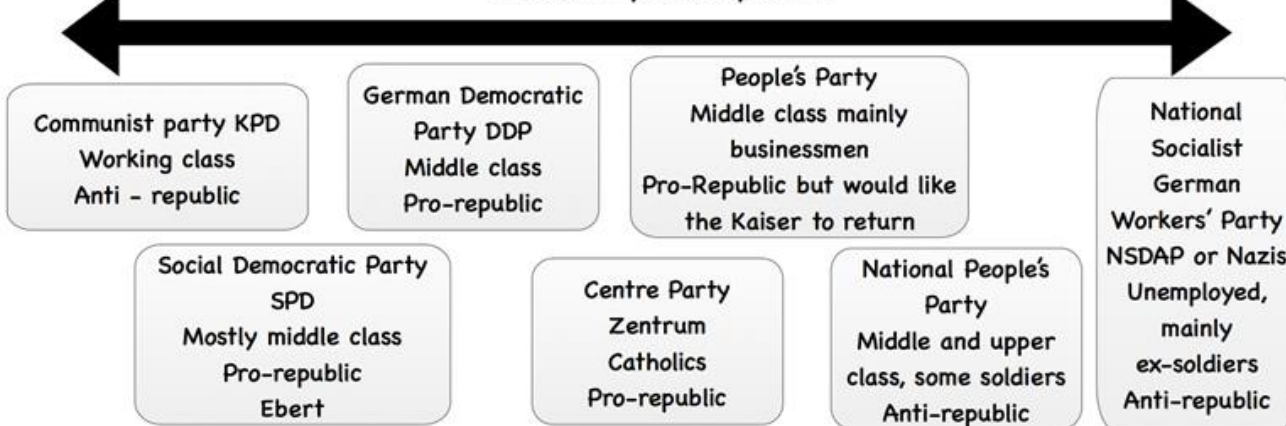 Communist party KPD
Working class
Anti - republic
German Democratic
Party DDP
Middle class
Pro-republic
People's Party
Middle class mainly
businessmen
Pro-Republic but would like
the Kaiser to return
National
Socialist
German
Workers' Party
NSDAP or Nazis
Unemployed,
mainly
ex-soldiers
Anti-republic
Social Democratic Party
SPD
Mostly middle class
Pro-republic
Ebert
Centre Party
Zentrum
Catholics
Pro-republic
National People's
Party
Middle and upper
class, some soldiers
Anti-republic